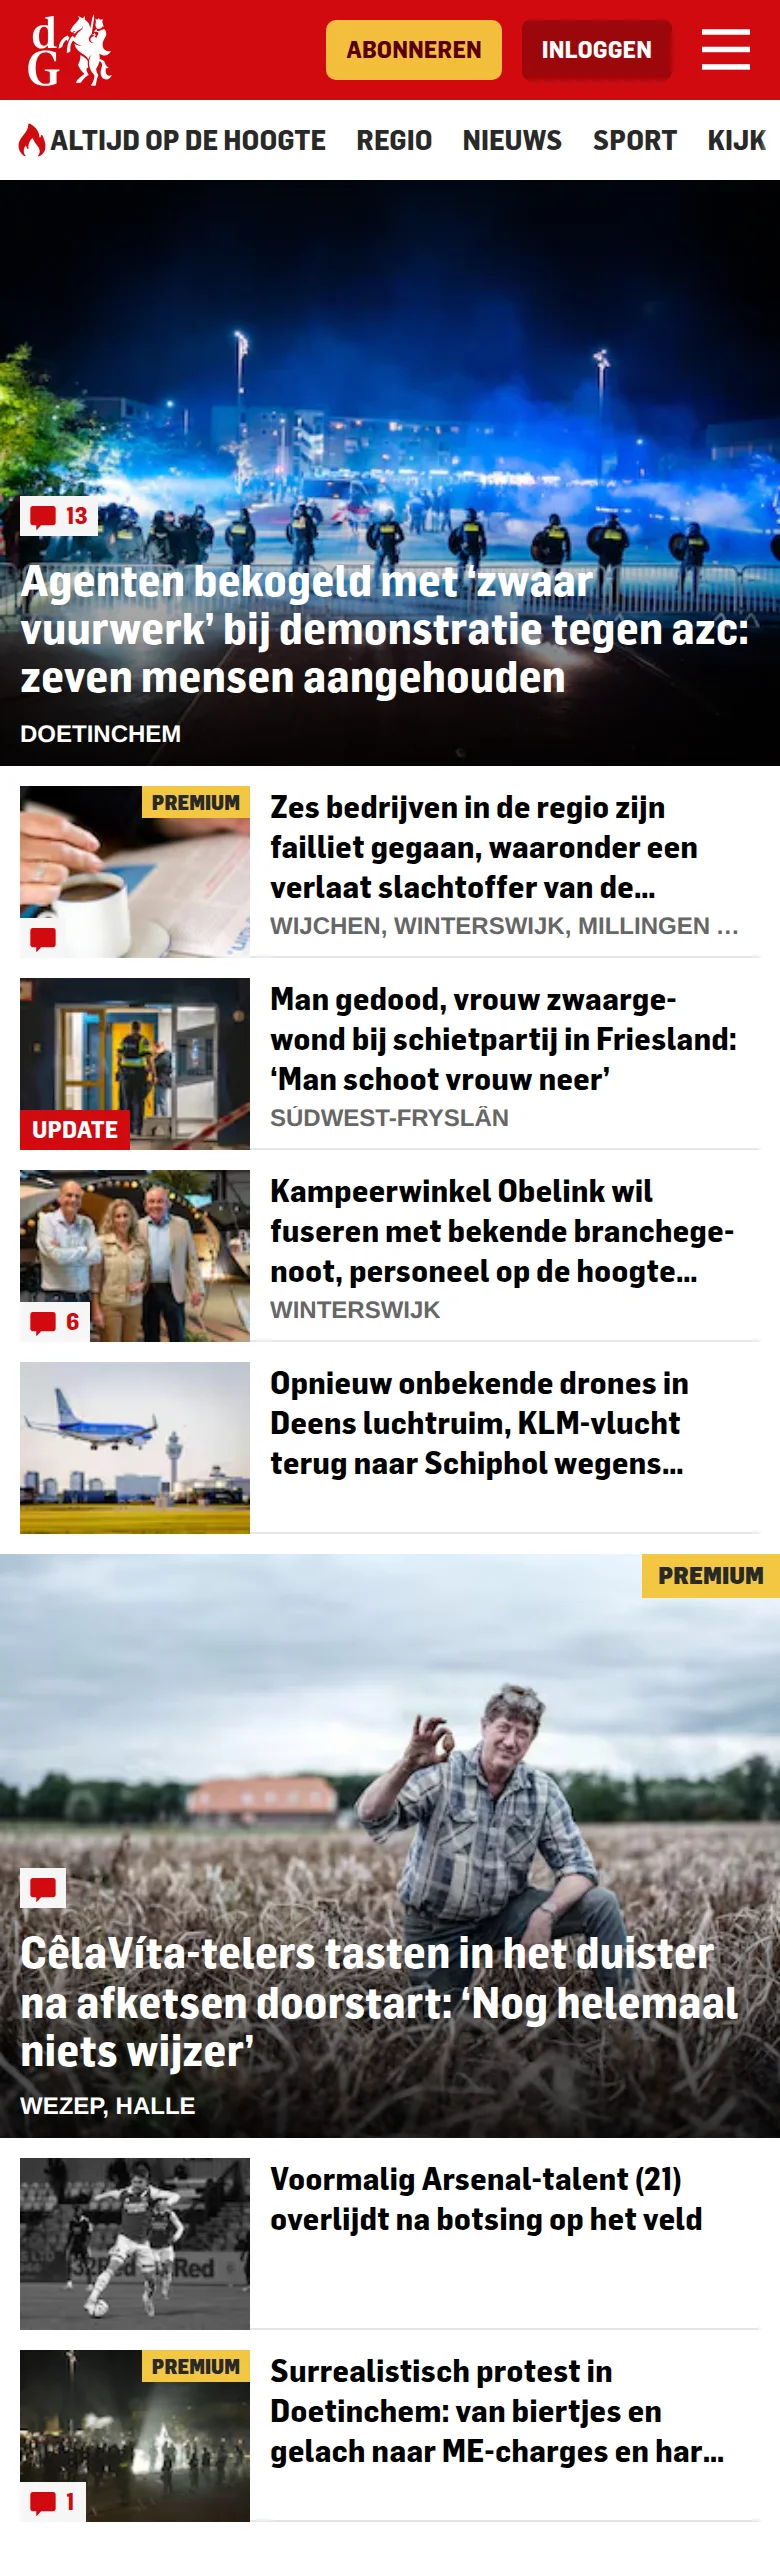 dG
ABONNEREN
INLOGGEN
ALTIJD OP DE HOOGTE
REGIO
NIEUWS
SPORT
KIJK
13
Agenten bekogeld met ‘zwaar
vuurwerk’ bij demonstratie tegen azc:
zeven mensen aangehouden
DOETINCHEM
PREMIUM
Zes bedrijven in de regio zijn
failliet gegaan, waaronder een
verlaat slachtoffer van de...
WIJCHEN, WINTERSWIJK, MILLINGEN ...
Man gedood, vrouw zwaarge-
wond bij schietpartij in Friesland:
‘Man schoot vrouw neer’
SÚDWEST-FRYSLÂN
UPDATE
Kampeerwinkel Obelink wil
fuseren met bekende branchege-
noot, personeel op de hoogte...
WINTERSWIJK
6
Opnieuw onbekende drones in
Deens luchtruim, KLM-vlucht
terug naar Schiphol wegens...
PREMIUM
CêlaVíta-telers tasten in het duister
na afketsen doorstart: ‘Nog helemaal
niets wijzer’
WEZEP, HALLE
Voormalig Arsenal-talent (21)
overlijdt na botsing op het veld
32Red
Red
PREMIUM
Surrealistisch protest in
Doetinchem: van biertjes en
gelach naar ME-charges en har...
1